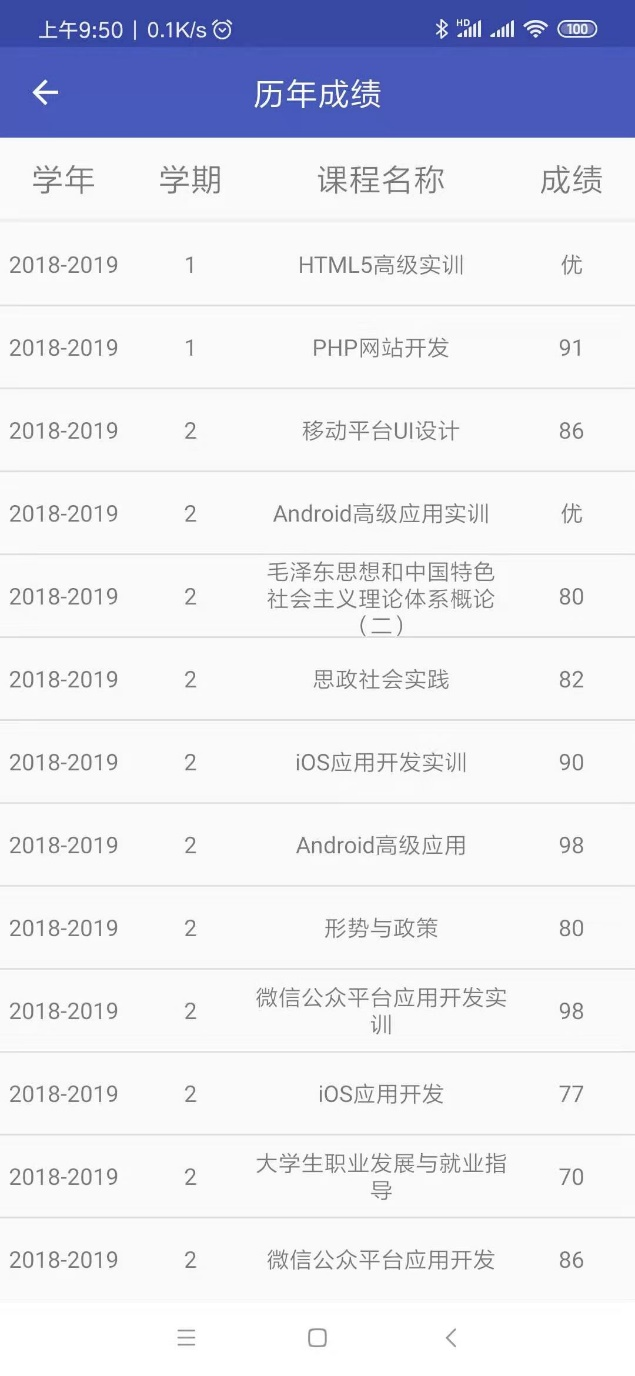 上午9:50 | 0.1K/s HD 100
历年成绩
学年 学期 课程名称 成绩
2018-2019 1 HTML5高级实训 优
2018-2019 1 PHP网站开发 91
2018-2019 2 移动平台UI设计 86
2018-2019 2 Android高级应用实训 优
毛泽东思想和中国特色
2018-2019 2 社会主义理论体系概论 80
（二）
2018-2019 2 思政社会实践 82
2018-2019 2 iOS应用开发实训 90
2018-2019 2 Android高级应用 98
2018-2019 2 形势与政策 80
微信公众平台应用开发实
2018-2019 2 训 98
2018-2019 2 iOS应用开发 77
大学生职业发展与就业指
2018-2019 2 导 70
2018-2019 2 微信公众平台应用开发 86